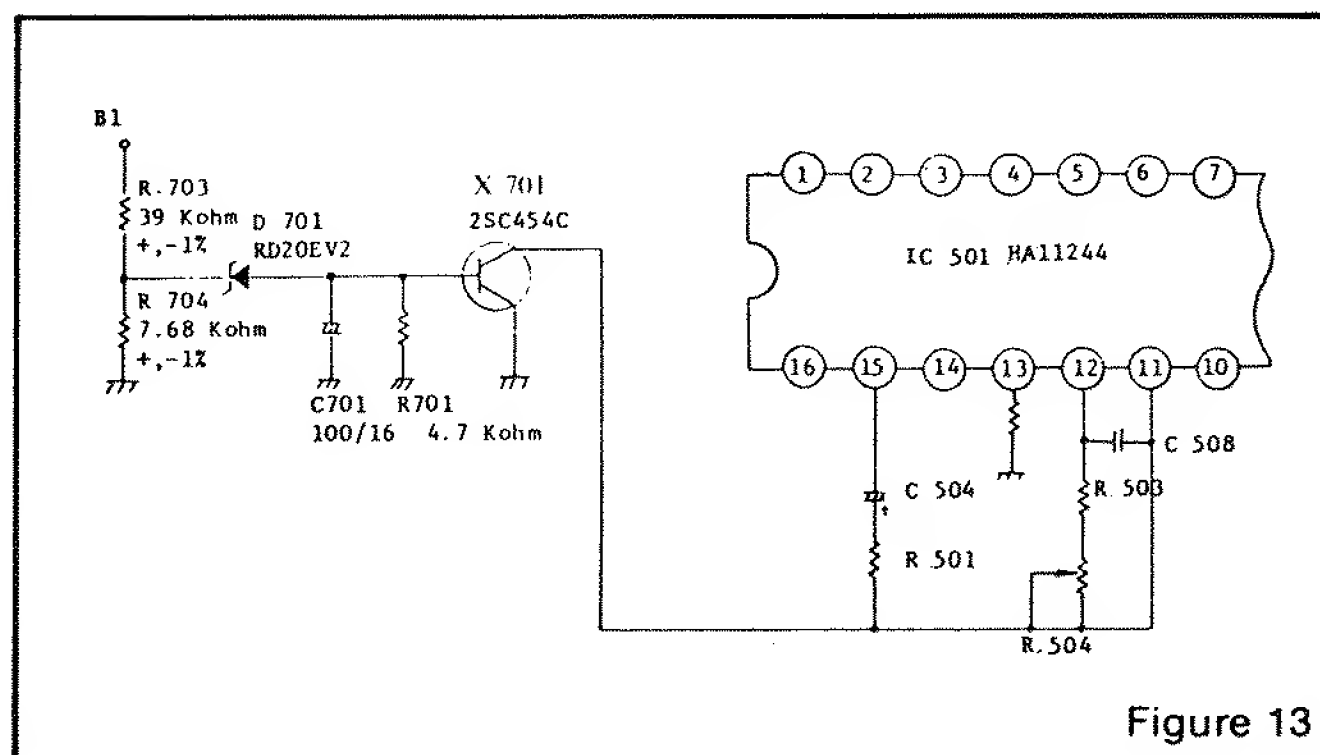 B1
R.703
39 Kohm
+,-1%
D 701
RD20EV2
R 704
7.68 Kohm
+,-1%
C701 R701
100/16 4.7 Kohm
X 701
2SC454C
1 2 3 4 5 6 7
IC 501 HA11244
16 15 14 13 12 11 10
C 508
C 504
R.503
R 501
R.504
Figure 13